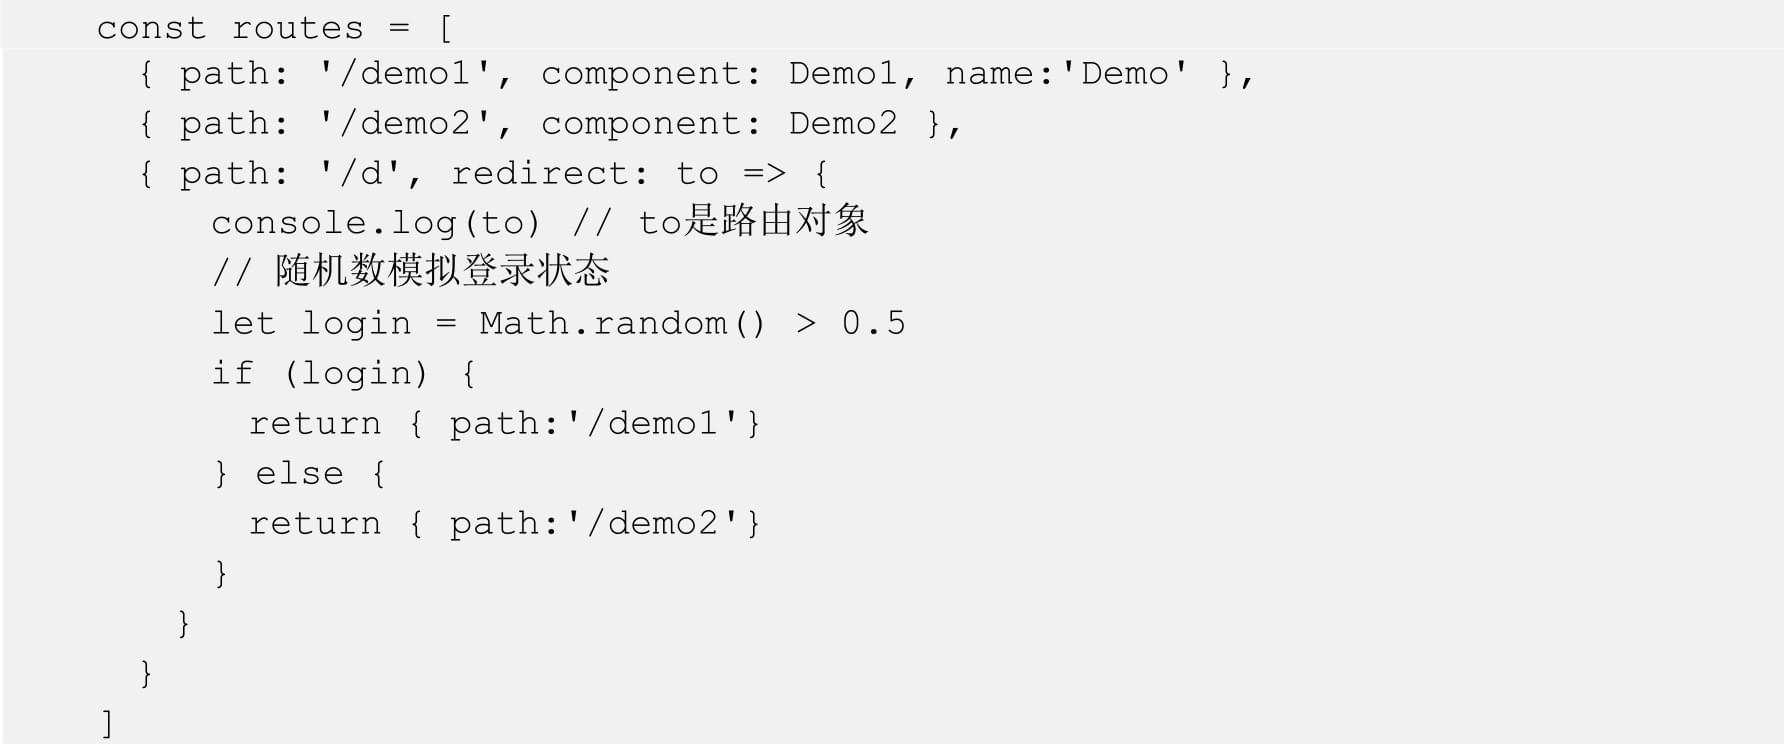 const routes = [
  { path: '/demo1', component: Demo1, name:'Demo' },
  { path: '/demo2', component: Demo2 },
  { path: '/d', redirect: to => {
      console.log(to) // to是路由对象
      // 随机数模拟登录状态
      let login = Math.random() > 0.5
      if (login) {
        return { path:'/demo1'}
      } else {
        return { path:'/demo2'}
      }
    }
  }
]